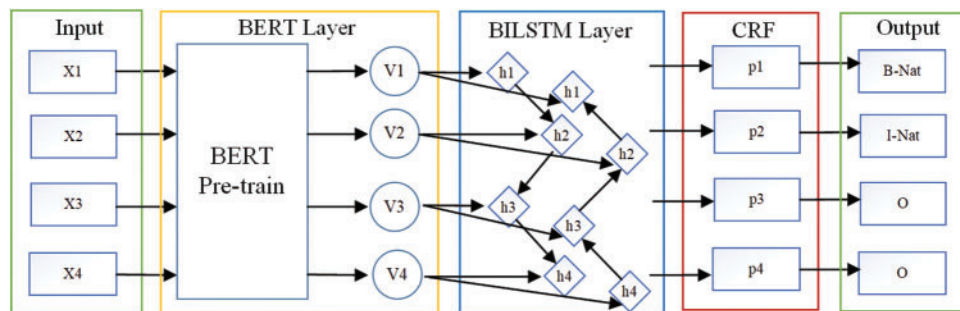 Input
BERT Layer
BILSTM Layer
CRF
Output
X1
V1
h1
h1
p1
B-Nat
X2
V2
h2
h2
p2
I-Nat
BERT
Pre-train
X3
V3
h3
h3
p3
O
X4
V4
h4
h4
p4
O